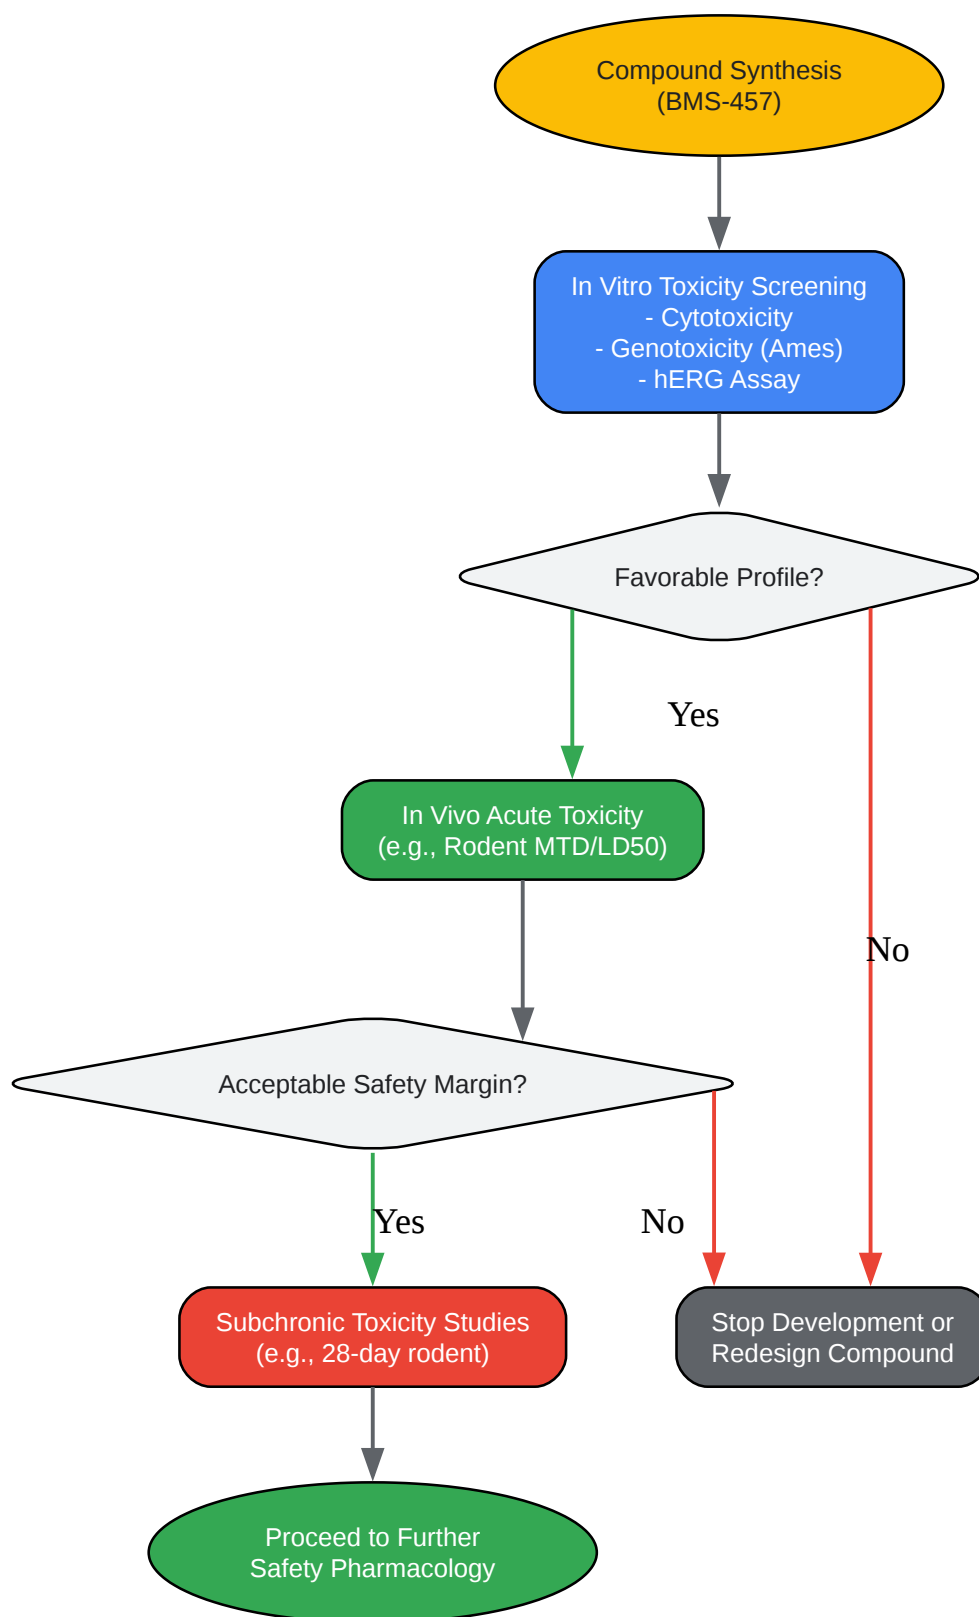 Compound Synthesis
(BMS-457)
In Vitro Toxicity Screening
- Cytotoxicity
- Genotoxicity (Ames)
- hERG Assay
Favorable Profile?
Yes
In Vivo Acute Toxicity
(e.g., Rodent MTD/LD50)
No
Acceptable Safety Margin?
Yes
No
Subchronic Toxicity Studies
(e.g., 28-day rodent)
Stop Development or
Redesign Compound
Proceed to Further
Safety Pharmacology